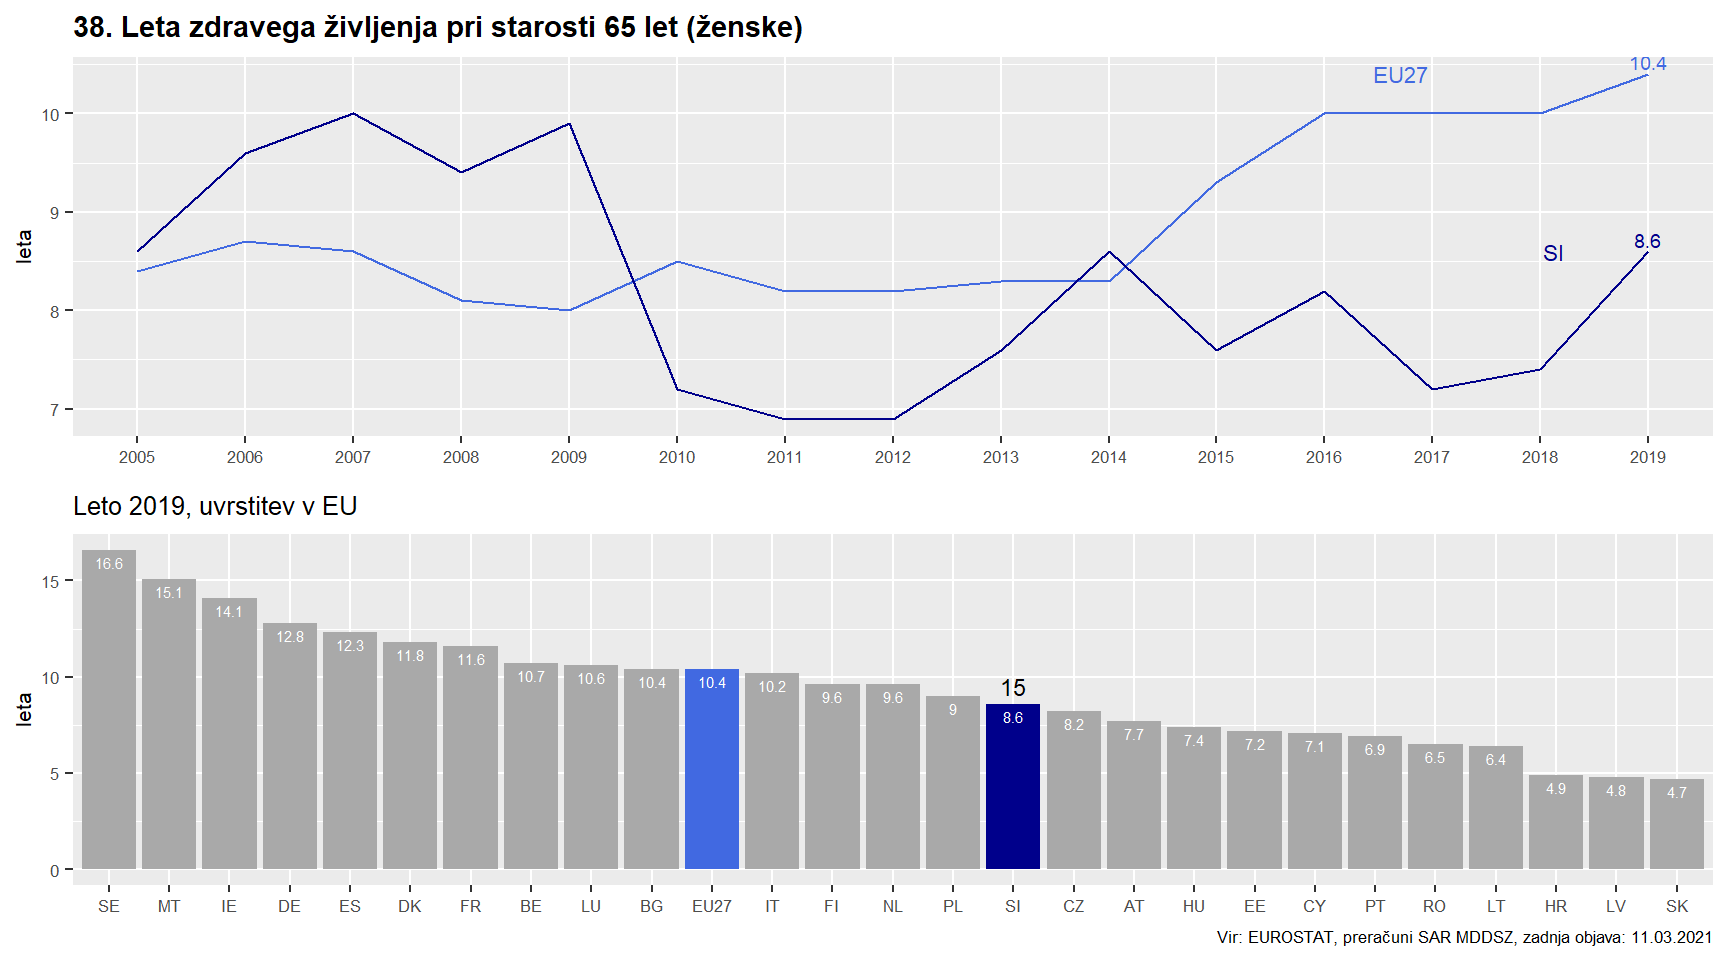 38. Leta zdravega življenja pri starosti 65 let (ženske)
EU27
10.4
SI
8.6
leta
10
9
8
7
2005 2006 2007 2008 2009 2010 2011 2012 2013 2014 2015 2016 2017 2018 2019
Leto 2019, uvrstitev v EU
leta
15
10
5
0
15
16.6 15.1 14.1 12.8 12.3 11.8 11.6 10.7 10.6 10.4 10.4 10.2 9.6 9.6 9 8.6 8.2 7.7 7.4 7.2 7.1 6.9 6.5 6.4 4.9 4.8 4.7
SE MT IE DE ES DK FR BE LU BG EU27 IT FI NL PL SI CZ AT HU EE CY PT RO LT HR LV SK
Vir: EUROSTAT, preračuni SAR MDDSZ, zadnja objava: 11.03.2021